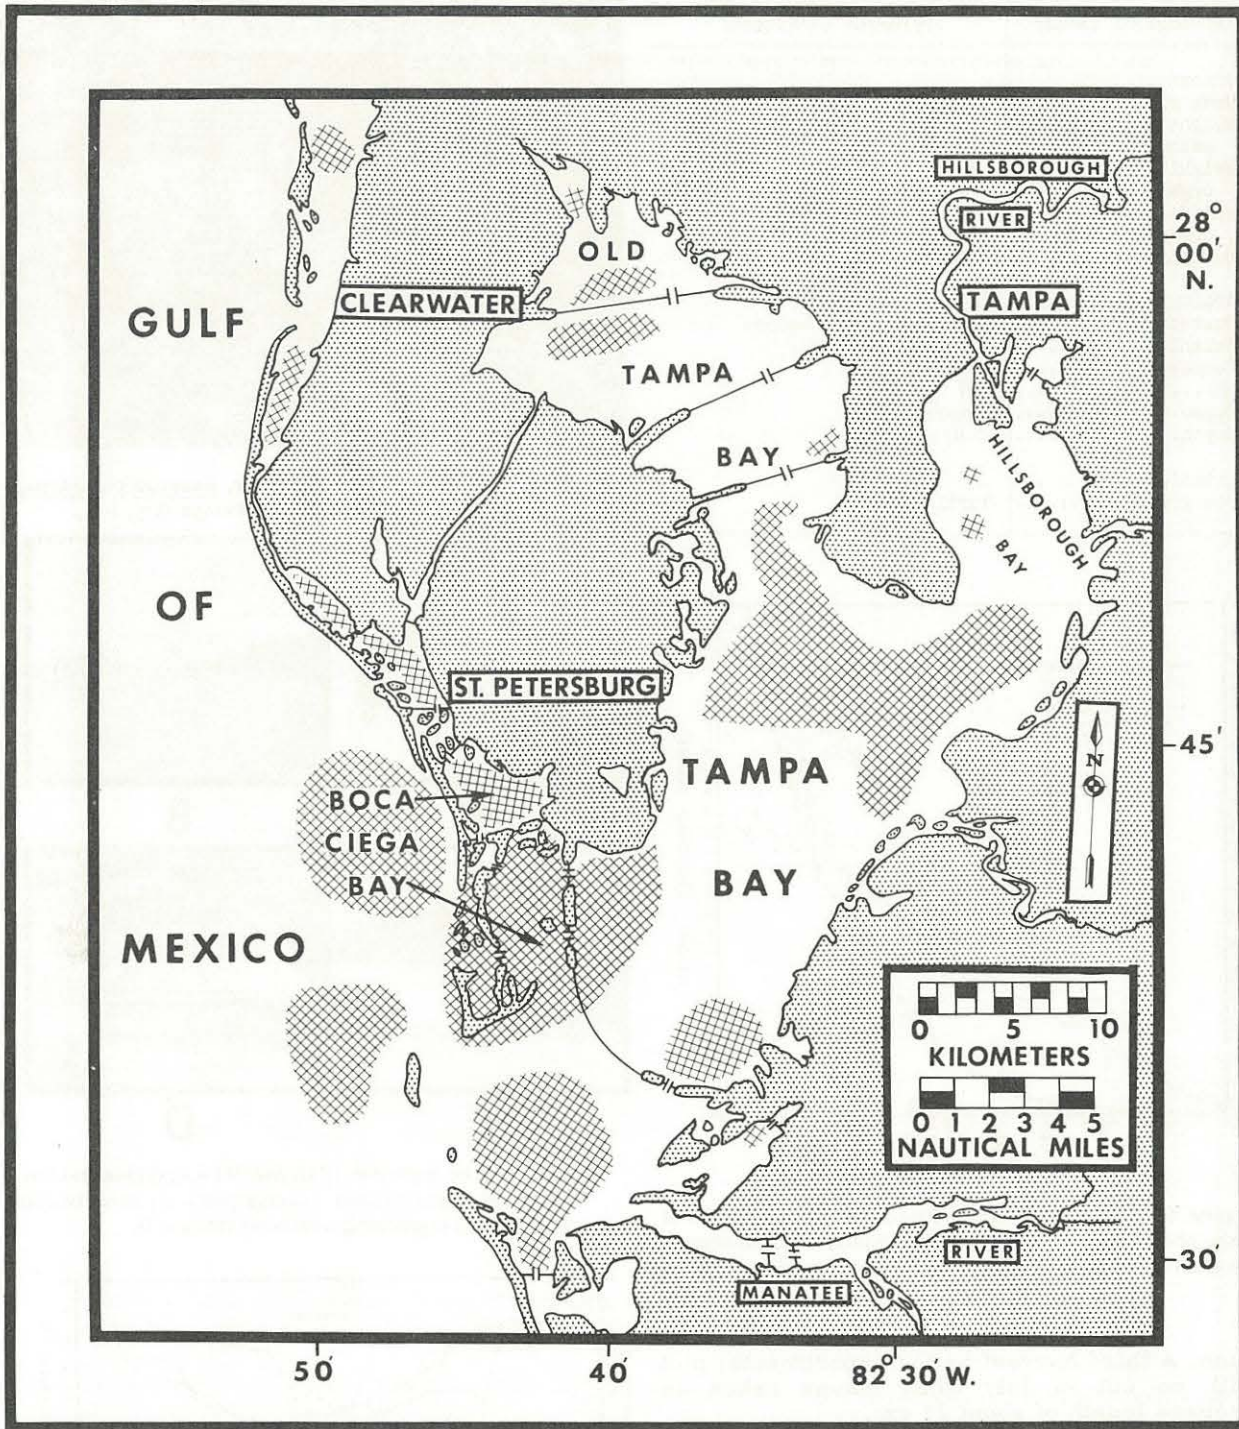 HILLSBOROUGH
RIVER
28°
00'
N.
OLD
CLEARWATER
TAMPA
GULF
TAMPA
BAY
HILLSBOROUGH
BAY
OF
ST. PETERSBURG
45'
TAMPA
BOCA
CIEGA
BAY
BAY
N
MEXICO
0 5 10
KILOMETERS
0 1 2 3 4 5
NAUTICAL MILES
RIVER
30'
MANATEE
50'
40'
82° 30' W.